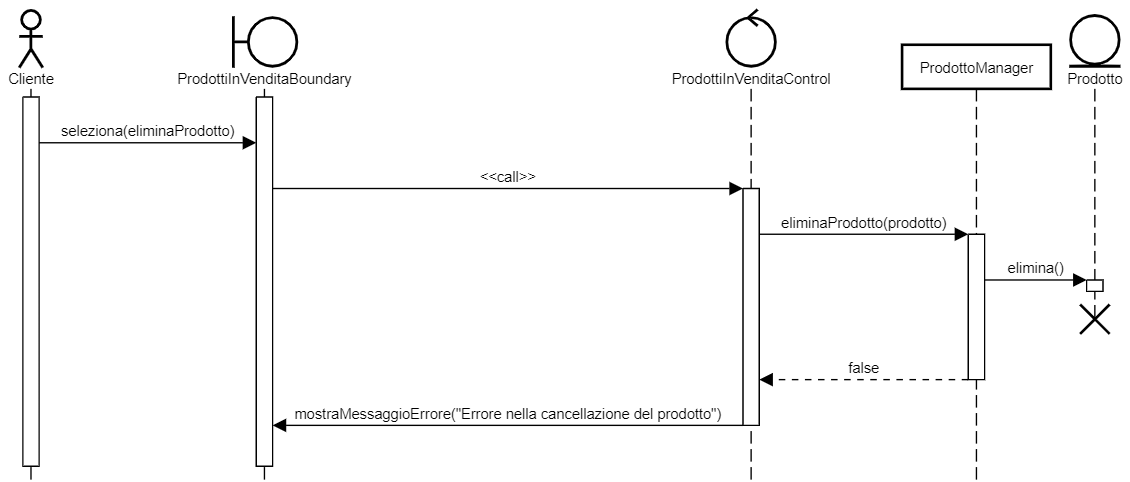 Cliente
ProdottiInVenditaBoundary
ProdottiInVenditaControl
ProdottoManager
Prodotto
seleziona(eliminaProdotto)
<<call>>
eliminaProdotto(prodotto)
elimina()
false
mostraMessaggioErrore("Errore nella cancellazione del prodotto")